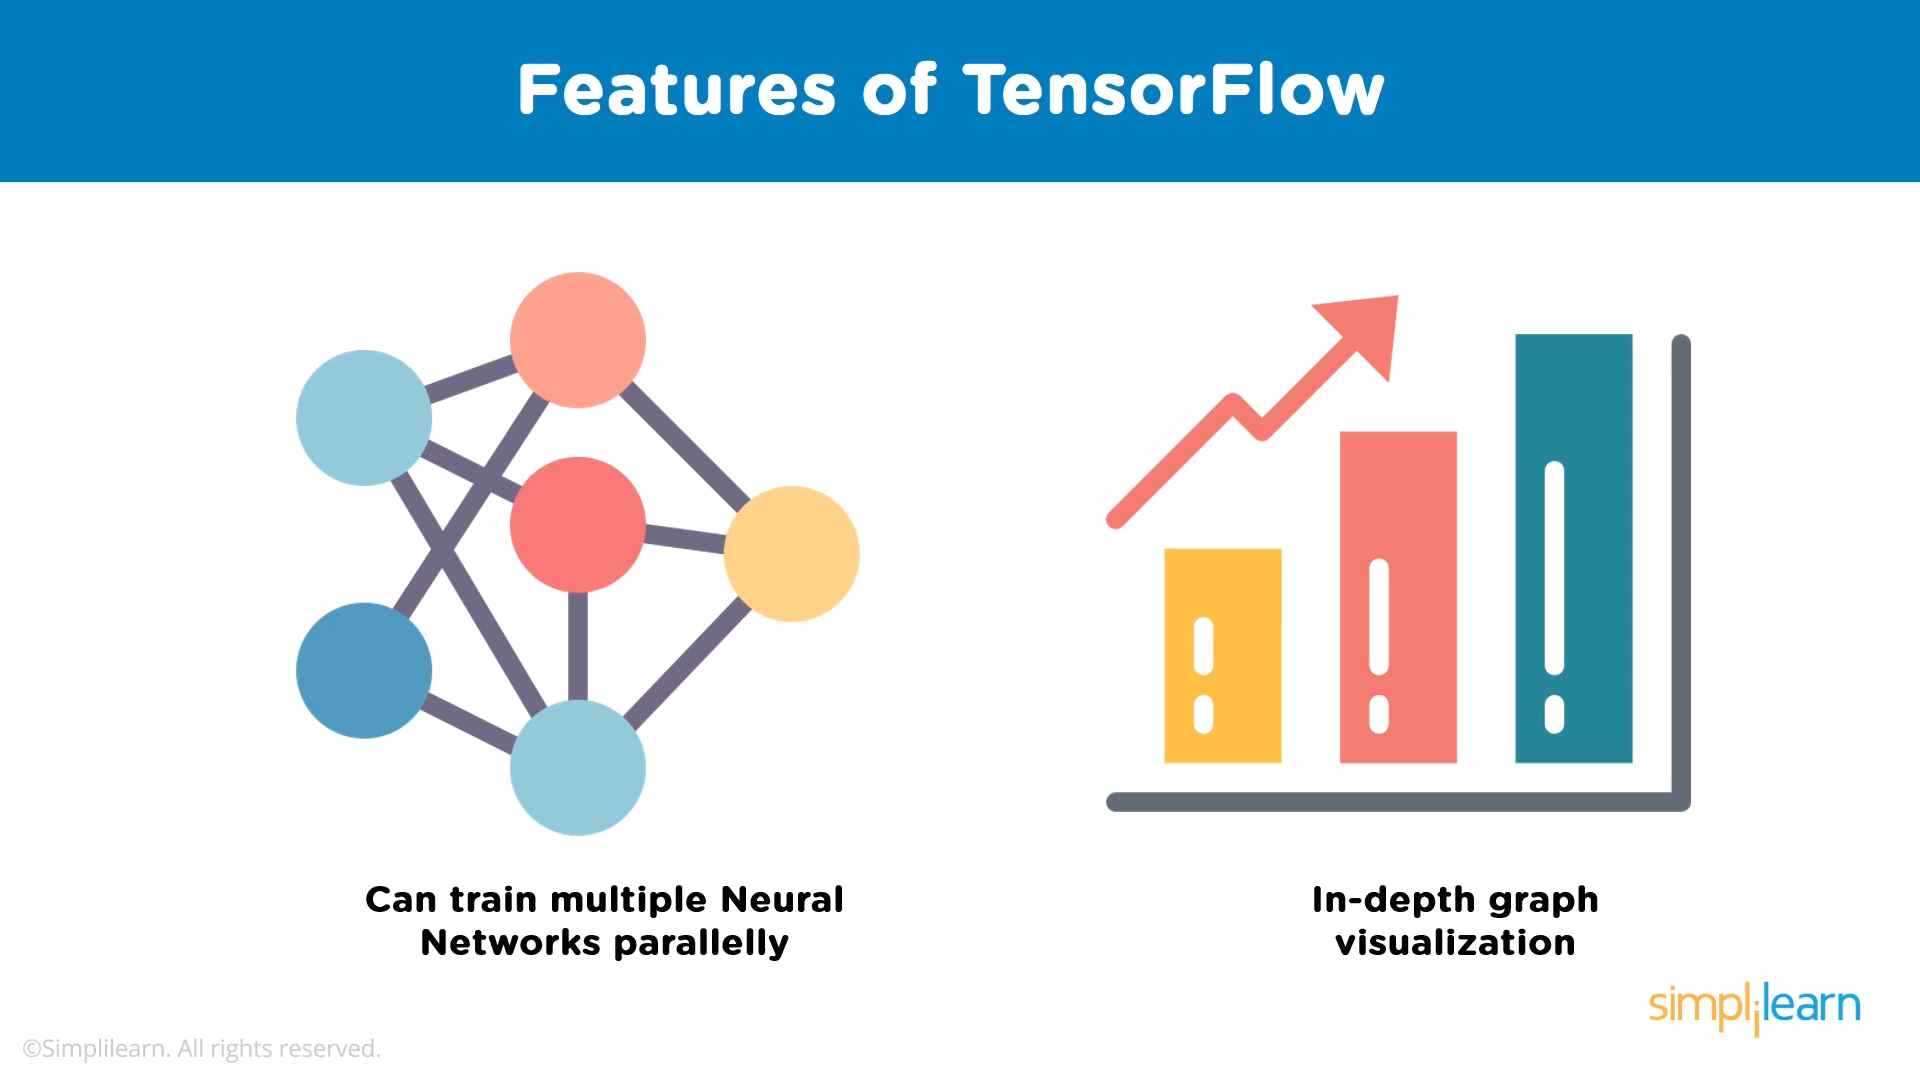 Features of TensorFlow
Can train multiple Neural
Networks parallelly
In-depth graph
visualization
simplilearn
©Simplilearn. All rights reserved.